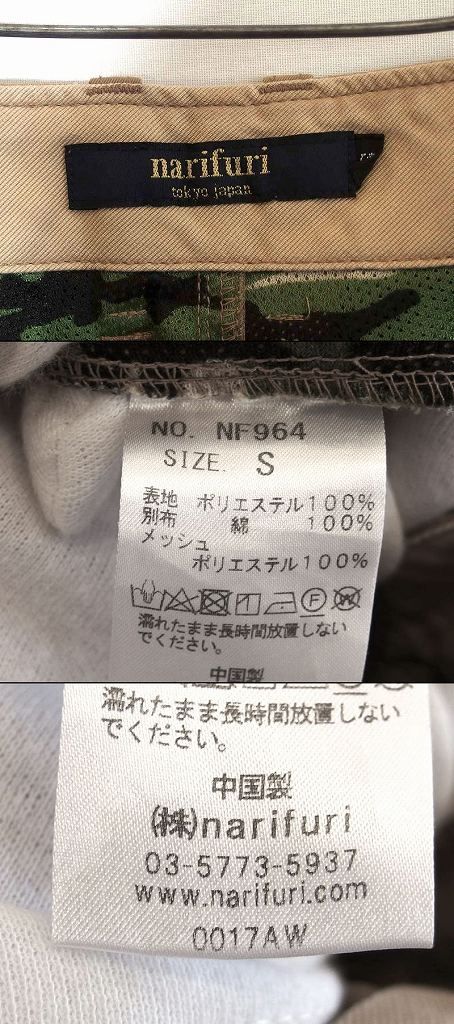 narifuri
tokyo japan
NO. NF964
SIZE. S
表地 ポリエステル100%
別布 綿 100%
メッシュ
ポリエステル100%
濡れたまま長時間放置しない
でください。
中国製
濡れたまま長時間放置しない
でください。
中国製
(株)narifuri
03-5773-5937
www.narifuri.com
0017AW